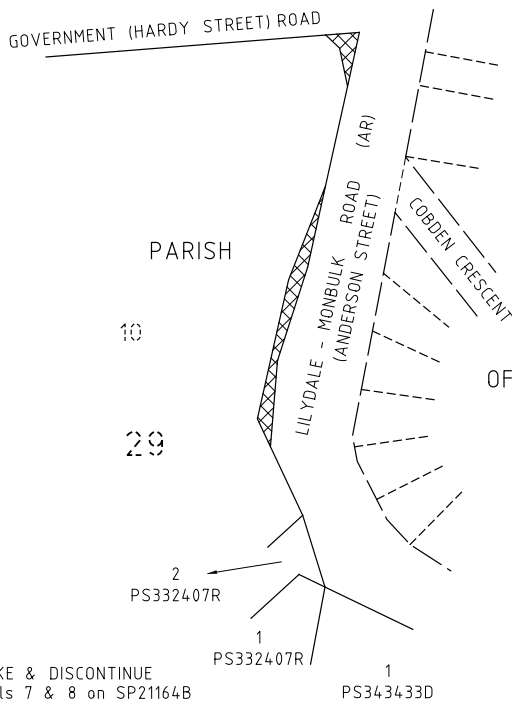 GOVERNMENT (HARDY STREET) ROAD
LILYDALE - MONBULK ROAD (AR)
(ANDERSON STREET)
COBDEN CRESCENT
PARISH
10
OF
29
2
PS332407R
1
PS332407R
1
PS343433D
& DISCONTINUE
7 & 8 on SP21164B